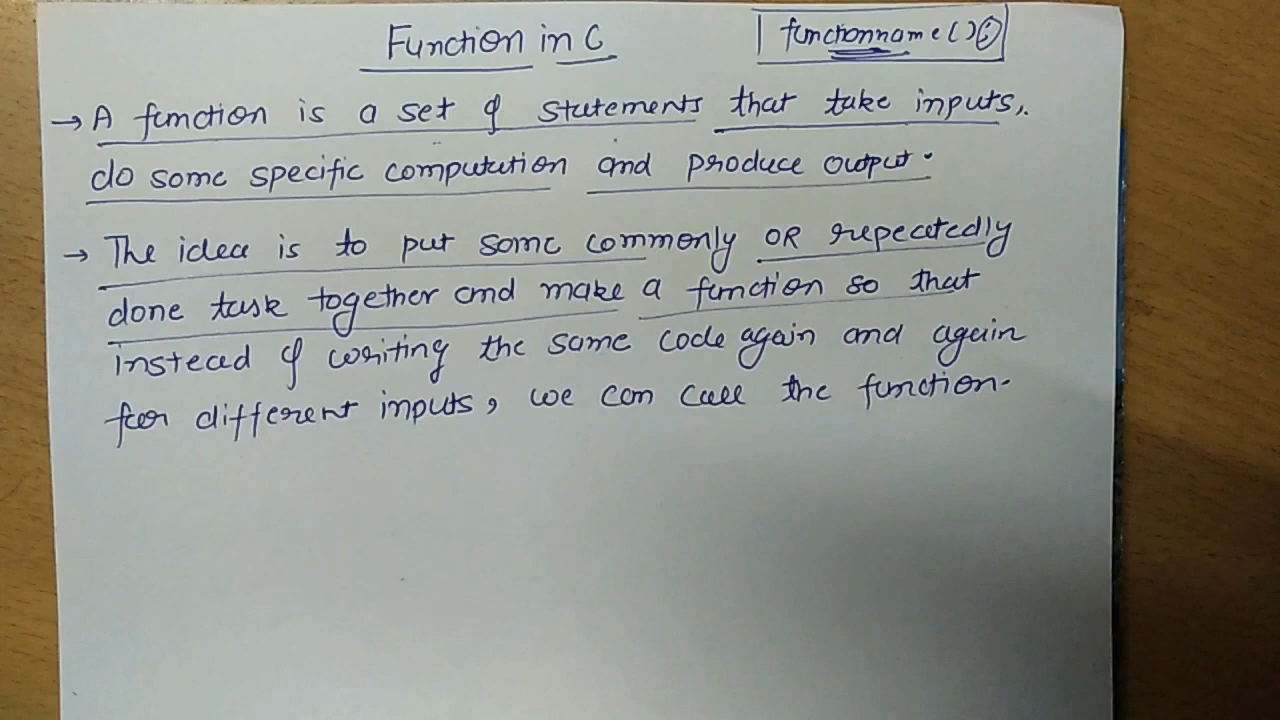 Function in C
functionname();
→ A function is a set of statements that take inputs,
do some specific computation and produce output.
→ The idea is to put some commonly OR repeatedly
done task together and make a function so that
instead of writing the same code again and again
for different inputs, we can call the function.